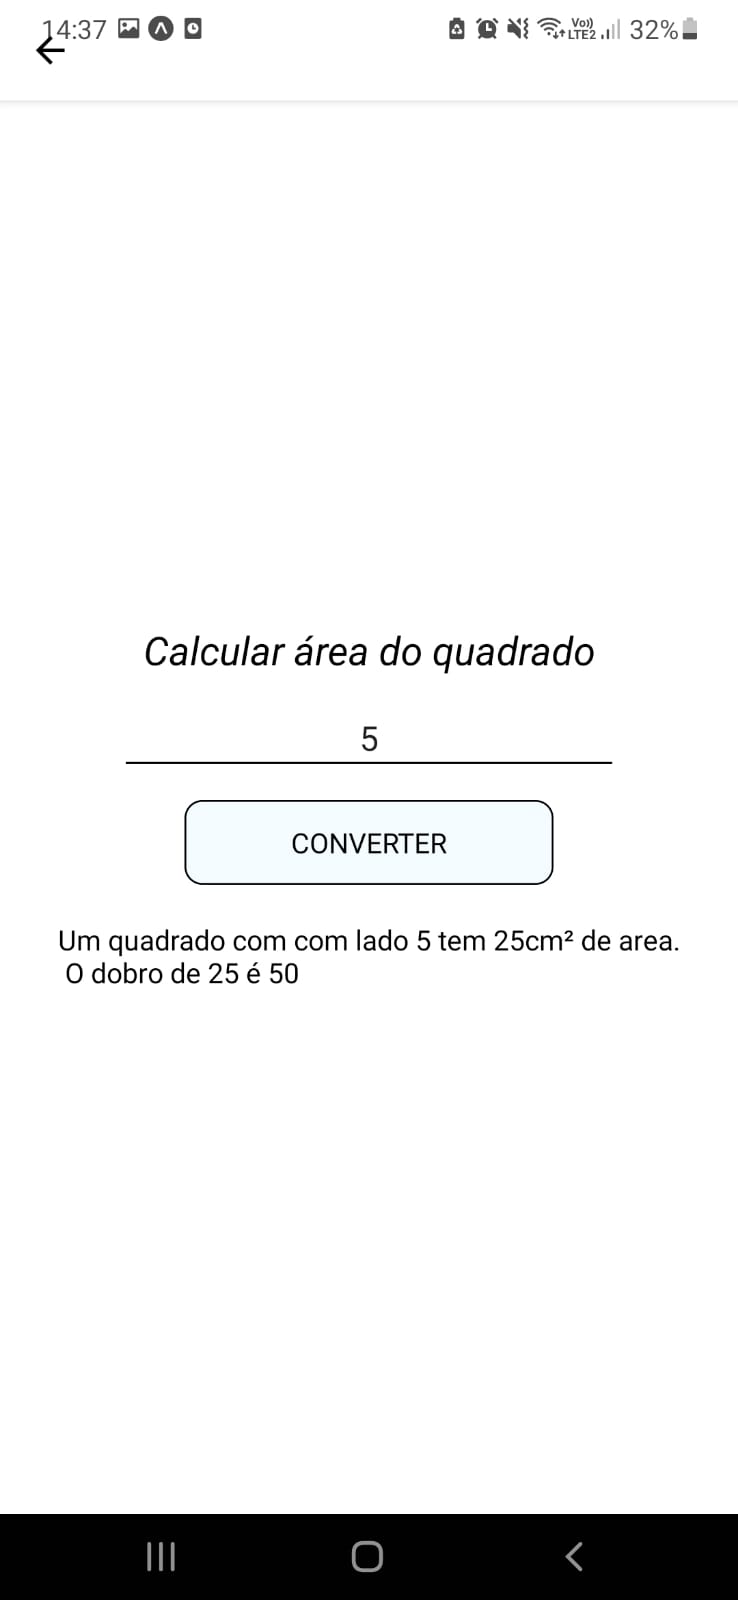 14:37 Vo)) LTE2 32%
Calcular área do quadrado
5
CONVERTER
Um quadrado com com lado 5 tem 25cm² de area.
O dobro de 25 é 50